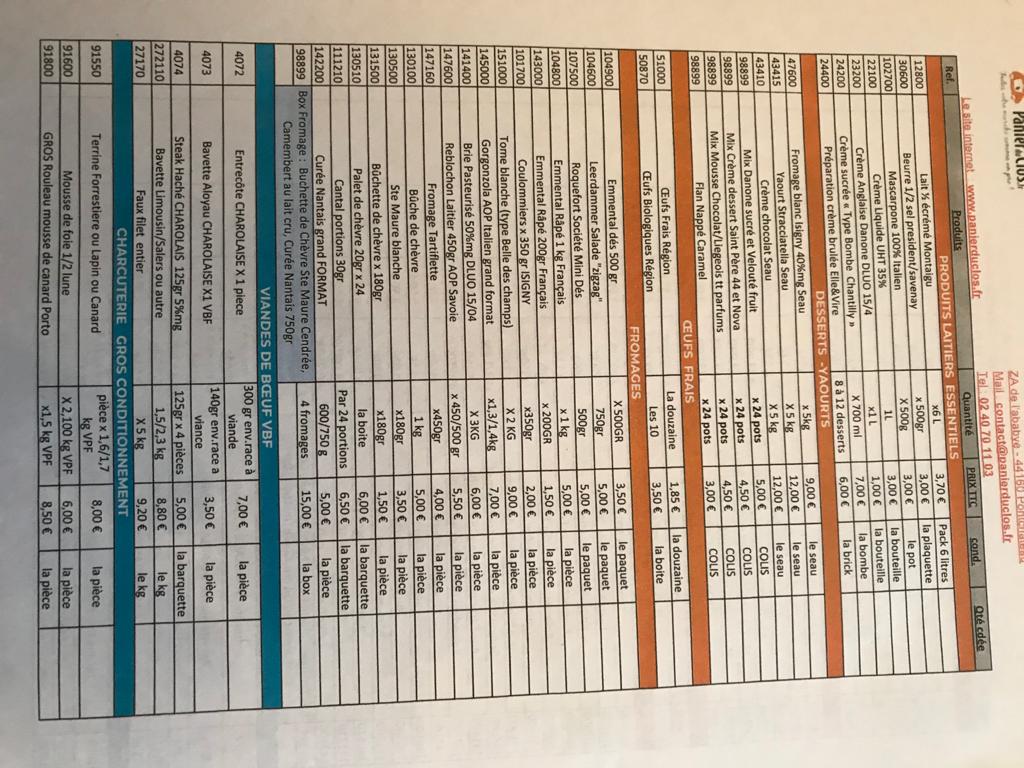 Panier du Clos
ZA de l'abbaye - 44160 Pontchâteau
Mail : contact@panierduclos.fr
Le site internet www.panierduclos.fr
Tel : 02 40 70 11 03
Ref. Produits Quantité PRIX TTC cond. Qté cdée
PRODUITS LAITIERS ESSENTIELS
12800 Lait ½ écrémé Montaigu x6 L 3,70 € Pack 6 litres
30600 Beurre 1/2 sel president/savenay x 500gr 3,00 € la plaquette
102700 Mascarpone 100% Italien X 500g 3,00 € le pot
22100 Crème Liquide UHT 35% 1L 3,00 € la bouteille
23200 Crème Anglaise Danone DLUO 15/4 x1 L 1,00 € la bouteille
24200 Crème sucrée « Type Bombe Chantilly » X 700 ml 7,00 € la bombe
24400 Préparation crème brulée Elle&Vire 8 à 12 desserts 6,00 € la brick
DESSERTS -YAOURTS
47600 Fromage blanc Isigny 40%mg Seau x 5kg 9,00 € le seau
43415 Yaourt Stracciatella Seau X 5 kg 12,00 € le seau
43410 Crème chocolat Seau X 5 kg 12,00 € le seau
98899 Mix Danone sucré et Velouté fruit x 24 pots 5,00 € COLIS
98899 Mix Crème dessert Saint Père 44 et Nova x 24 pots 4,50 € COLIS
98899 Mix Mousse Chocolat/Liegeois tt parfums x 24 pots 4,50 € COLIS
98899 Flan Nappé Caramel x 24 pots 3,00 € COLIS
ŒUFS FRAIS
51000 Œufs Frais Région La douzaine 1,85 € la douzaine
50870 Œufs Biologiques Région Les 10 3,50 € la boite
FROMAGES
1049000 Emmental dés 500 gr X 500GR 3,50 € le paquet
104600 Leerdammer Salade "zigzag" 750gr 5,00 € le paquet
107500 Roquefort Société Mini Dés 500gr 5,00 € le paquet
104800 Emmental Râpé 1 kg Français x 1 kg 5,00 € le paquet
143000 Emmental Râpé 200gr Français x 200GR 1,50 € la pièce
101700 Coulommiers x 350 gr ISIGNY x350gr 2,00 € la pièce
151000 Tome blanche (type Belle des champs) X 2 KG 9,00 € la pièce
145000 Gorgonzola AOP Italien grand format x1,3/1,4kg 7,00 € la pièce
141400 Brie Pasteurisé 50%mg DLUO 15/04 X 3KG 6,00 € la pièce
147600 Reblochon Laitier 450gr AOP Savoie x 450/500 gr 5,50 € la pièce
147160 Fromage Tartiflette x450gr 4,00 € la pièce
130100 Bûche de chèvre 1 kg 5,00 € la pièce
130500 Ste Maure blanche x180gr 3,50 € la pièce
131500 Bûchette de chèvre x 180gr x180gr 1,50 € la pièce
130510 Palet de chèvre 20gr x 24 la boite 6,00 € la barquette
111210 Cantal portions 30gr Par 24 portions 6,50 € la barquette
142200 Curée Nantais grand FORMAT 600/750 g 5,00 € la pièce
98899 Box Fromage : Buchette de Chèvre Ste Maure Cendrée, Camembert au lait cru, Curée Nantais 750gr 4 fromages 15,00 € la box
VIANDES DE BŒUF VBF
4072 Entrecôte CHAROLAISE X 1 piece 300 gr env.race à viande 7,00 € la pièce
4073 Bavette Aloyau CHAROLAISE X1 VBF 140gr env.race a viance 3,50 € la pièce
4074 Steak Haché CHAROLAIS 125gr 5%mg 125gr x 4 pièces 5,00 € la barquette
272110 Bavette Limousin/Salers ou autre 1,5/2,3 kg 8,80 € le kg
27170 Faux filet entier X 5 kg 9,20 € le kg
CHARCUTERIE GROS CONDITIONNEMENT
91550 Terrine Forrestière ou Lapin ou Canard pièce x 1,6/1,7 kg VPF 8,00 € la pièce
91600 Mousse de foie 1/2 lune X 2,100 kg VPF 6,00 € la pièce
91800 GROS Rouleau mousse de canard Porto x1,5 kg VPF 8,50 € la pièce